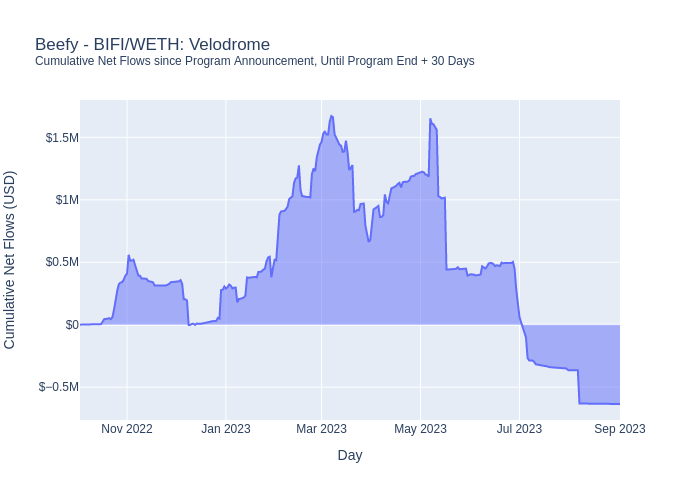 Beefy - BIFI/WETH: Velodrome
Cumulative Net Flows since Program Announcement, Until Program End + 30 Days
Cumulative Net Flows (USD)
$1.5M
$1M
$0.5M
$0
$−0.5M
Nov 2022
Jan 2023
Mar 2023
May 2023
Jul 2023
Sep 2023
Day